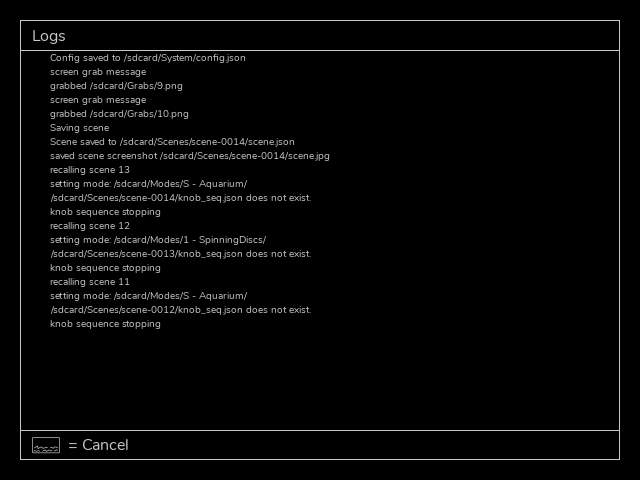 Logs
Config saved to /sdcard/System/config.json
screen grab message
grabbed /sdcard/Grabs/9.png
screen grab message
grabbed /sdcard/Grabs/10.png
Saving scene
Scene saved to /sdcard/Scenes/scene-0014/scene.json
saved scene screenshot /sdcard/Scenes/scene-0014/scene.jpg
recalling scene 13
setting mode: /sdcard/Modes/S - Aquarium/
/sdcard/Scenes/scene-0014/knob_seq.json does not exist.
knob sequence stopping
recalling scene 12
setting mode: /sdcard/Modes/1 - SpinningDiscs/
/sdcard/Scenes/scene-0013/knob_seq.json does not exist.
knob sequence stopping
recalling scene 11
setting mode: /sdcard/Modes/S - Aquarium/
/sdcard/Scenes/scene-0012/knob_seq.json does not exist.
knob sequence stopping
= Cancel